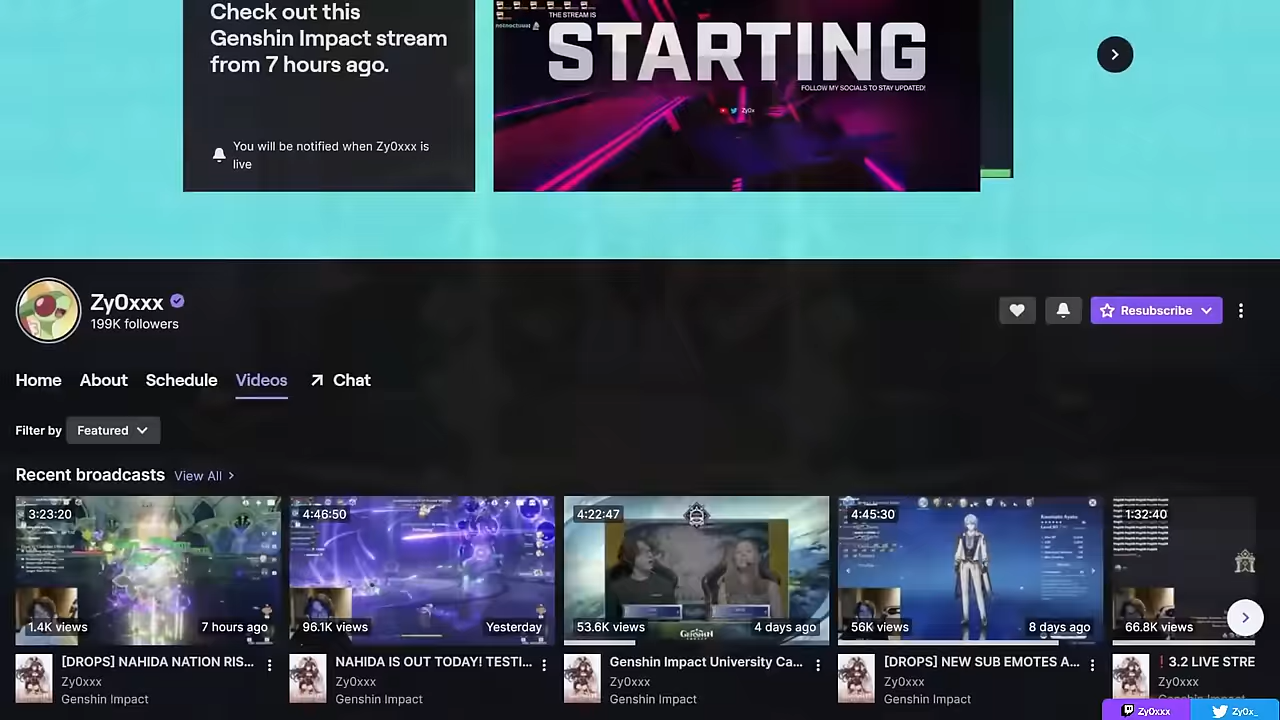 Check out this
Genshin Impact stream
from 7 hours ago.
You will be notified when Zy0xxx is
live
THE STREAM IS
STARTING
FOLLOW MY SOCIALS TO STAY UPDATED!
Zy0x
Zy0xxx
199K followers
Resubscribe
Home
About
Schedule
Videos
Chat
Filter by
Featured
Recent broadcasts
View All
3:23:20
1.4K views
7 hours ago
4:46:50
96.1K views
Yesterday
4:22:47
53.6K views
4 days ago
GENSHIN
4:45:30
56K views
8 days ago
1:32:40
66.8K views
[DROPS] NAHIDA NATION RIS...
Zy0xxx
Genshin Impact
NAHIDA IS OUT TODAY! TESTI...
Zy0xxx
Genshin Impact
Genshin Impact University Ca...
Zy0xxx
Genshin Impact
[DROPS] NEW SUB EMOTES A...
Zy0xxx
Genshin Impact
❗3.2 LIVE STRE
Zy0xxx
Genshin Impact
Zy0xxx
Zy0x_